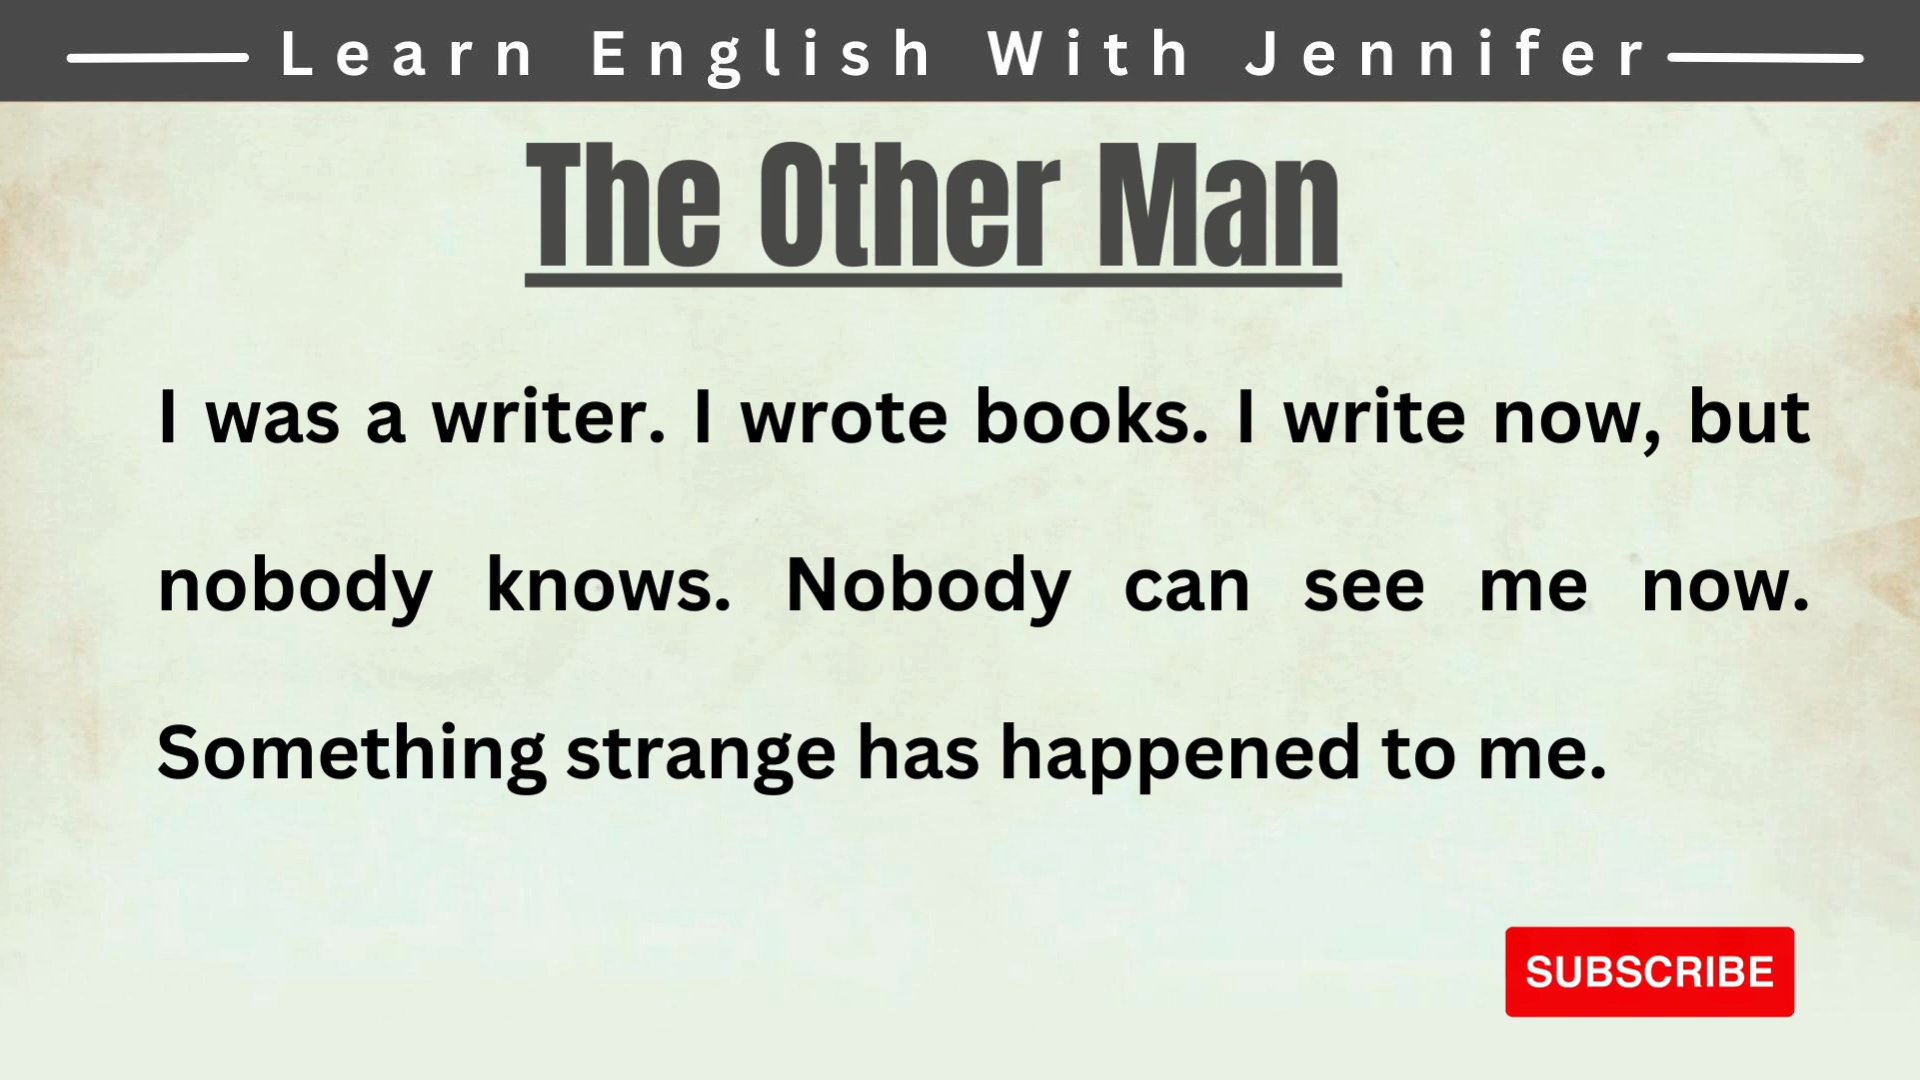 Learn English With Jennifer
The Other Man
I was a writer. I wrote books. I write now, but
nobody knows. Nobody can see me now.
Something strange has happened to me.
SUBSCRIBE